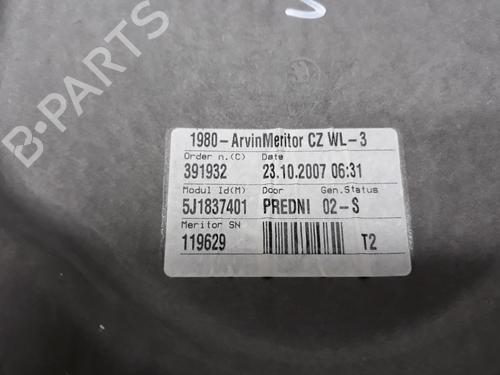 1980-ArvinMeritor CZ WL-3
Order n.(C) Date
391932 23.10.2007 06:31
Modul Id(M) Door Gen.Status
5J1837401 PREDNI 02-S
Meritor SN
119629 T2
B-PARTS